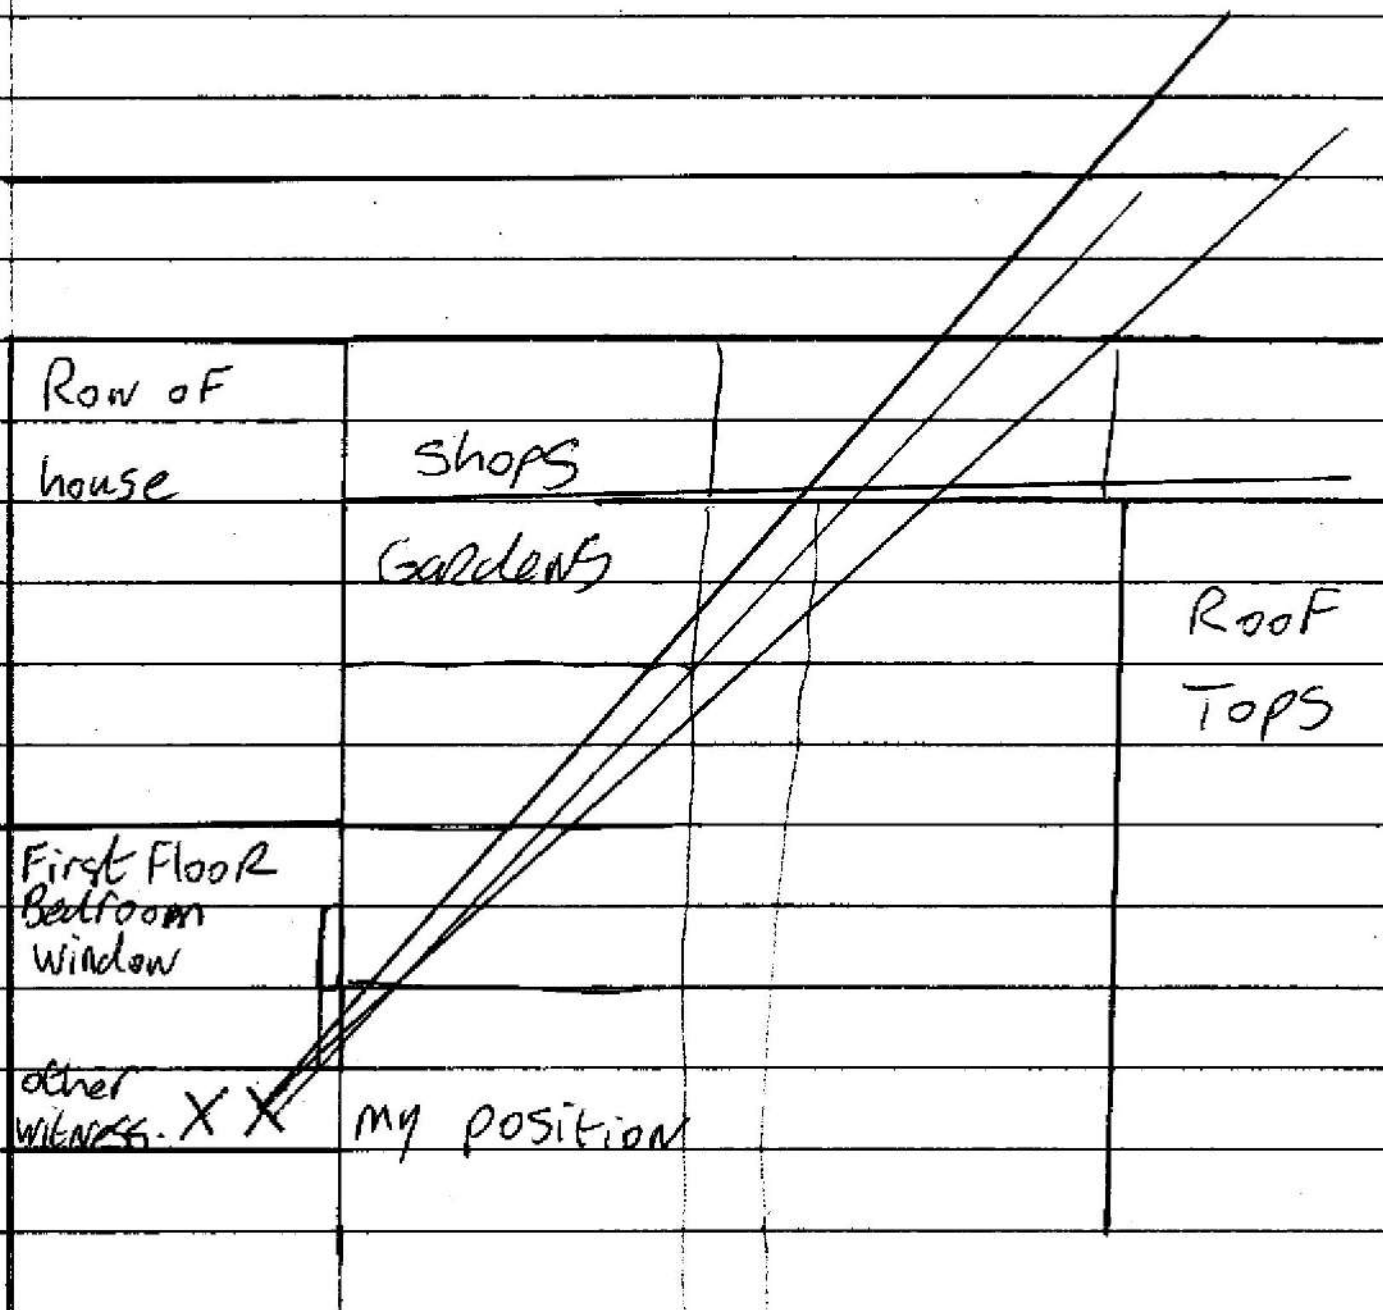 Row of
house
Shops
Gardens
Roof
Tops
First Floor
Bedroom
Window
other
witness.
X X
my position